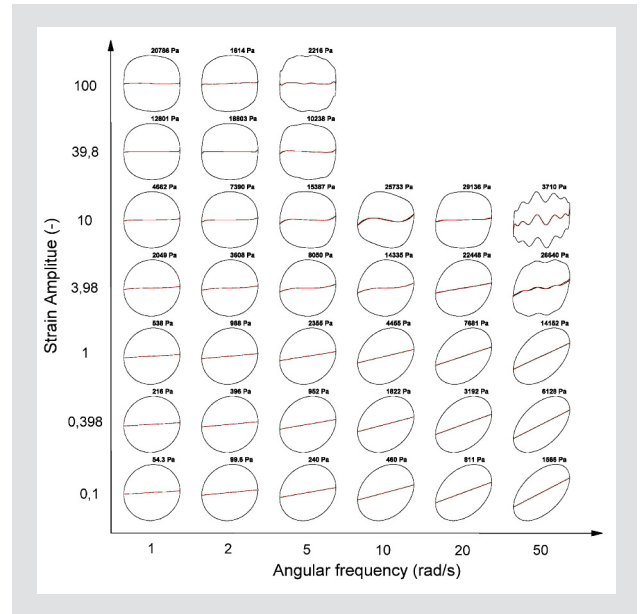 20786 Pa 1614 Pa 2216 Pa
100
12801 Pa 18803 Pa 10238 Pa
39,8
4662 Pa 7390 Pa 15387 Pa 25733 Pa 29136 Pa 3710 Pa
10
2049 Pa 3608 Pa 8050 Pa 14335 Pa 22448 Pa 26640 Pa
3,98
538 Pa 988 Pa 2355 Pa 4455 Pa 7681 Pa 14152 Pa
1
216 Pa 396 Pa 952 Pa 1822 Pa 3192 Pa 6128 Pa
0,398
54.3 Pa 99.5 Pa 240 Pa 460 Pa 811 Pa 1565 Pa
0,1
Strain Amplitue (-)
1 2 5 10 20 50
Angular frequency (rad/s)